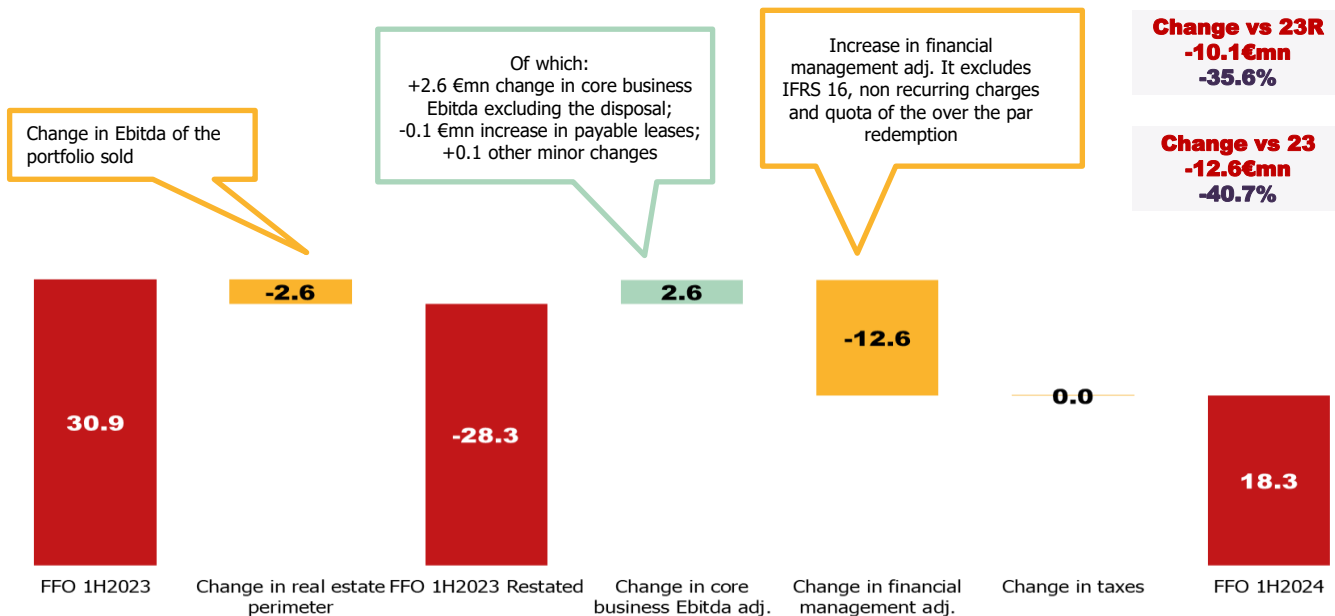 Change in Ebitda of the
portfolio sold
Of which:
+2.6 €mn change in core business
Ebitda excluding the disposal;
-0.1 €mn increase in payable leases;
+0.1 other minor changes
Increase in financial
management adj. It excludes
IFRS 16, non recurring charges
and quota of the over the par
redemption
Change vs 23R
-10.1€mn
-35.6%
Change vs 23
-12.6€mn
-40.7%
30.9
-2.6
-28.3
2.6
-12.6
0.0
18.3
FFO 1H2023
Change in real estate
perimeter
FFO 1H2023 Restated
Change in core
business Ebitda adj.
Change in financial
management adj.
Change in taxes
FFO 1H2024